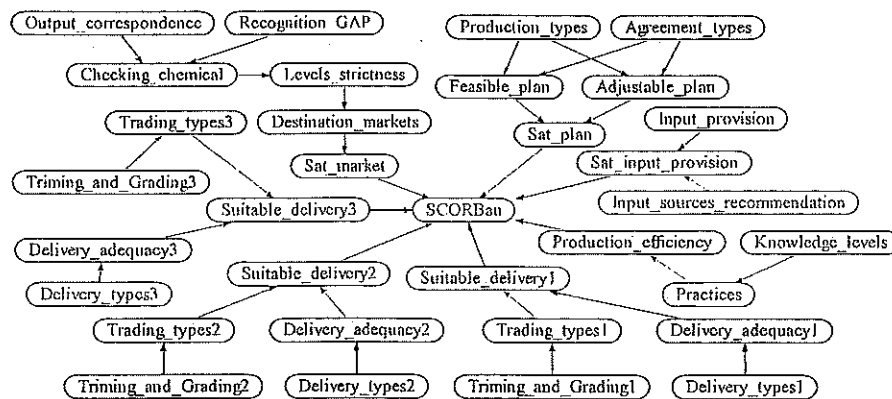 Output_correspondence
Recognition_GAP
Production_types
Agreement_types
Checking_chemical
Levels_strictness
Feasible_plan
Adjustable_plan
Trading_types3
Destination_markets
Sat_plan
Input_provision
Triming_and_Grading3
Sat_market
Sat_input_provision
Suitable_delivery3
SCORBau
Input_sources_recommendation
Delivery_adequacy3
Suitable_delivery2
Suitable_delivery1
Production_efficiency
Knowledge_levels
Delivery_types3
Practices
Trading_types2
Delivery_adequacy2
Trading_types1
Delivery_adequacy1
Triming_and_Grading2
Delivery_types2
Triming_and_Grading1
Delivery_types1